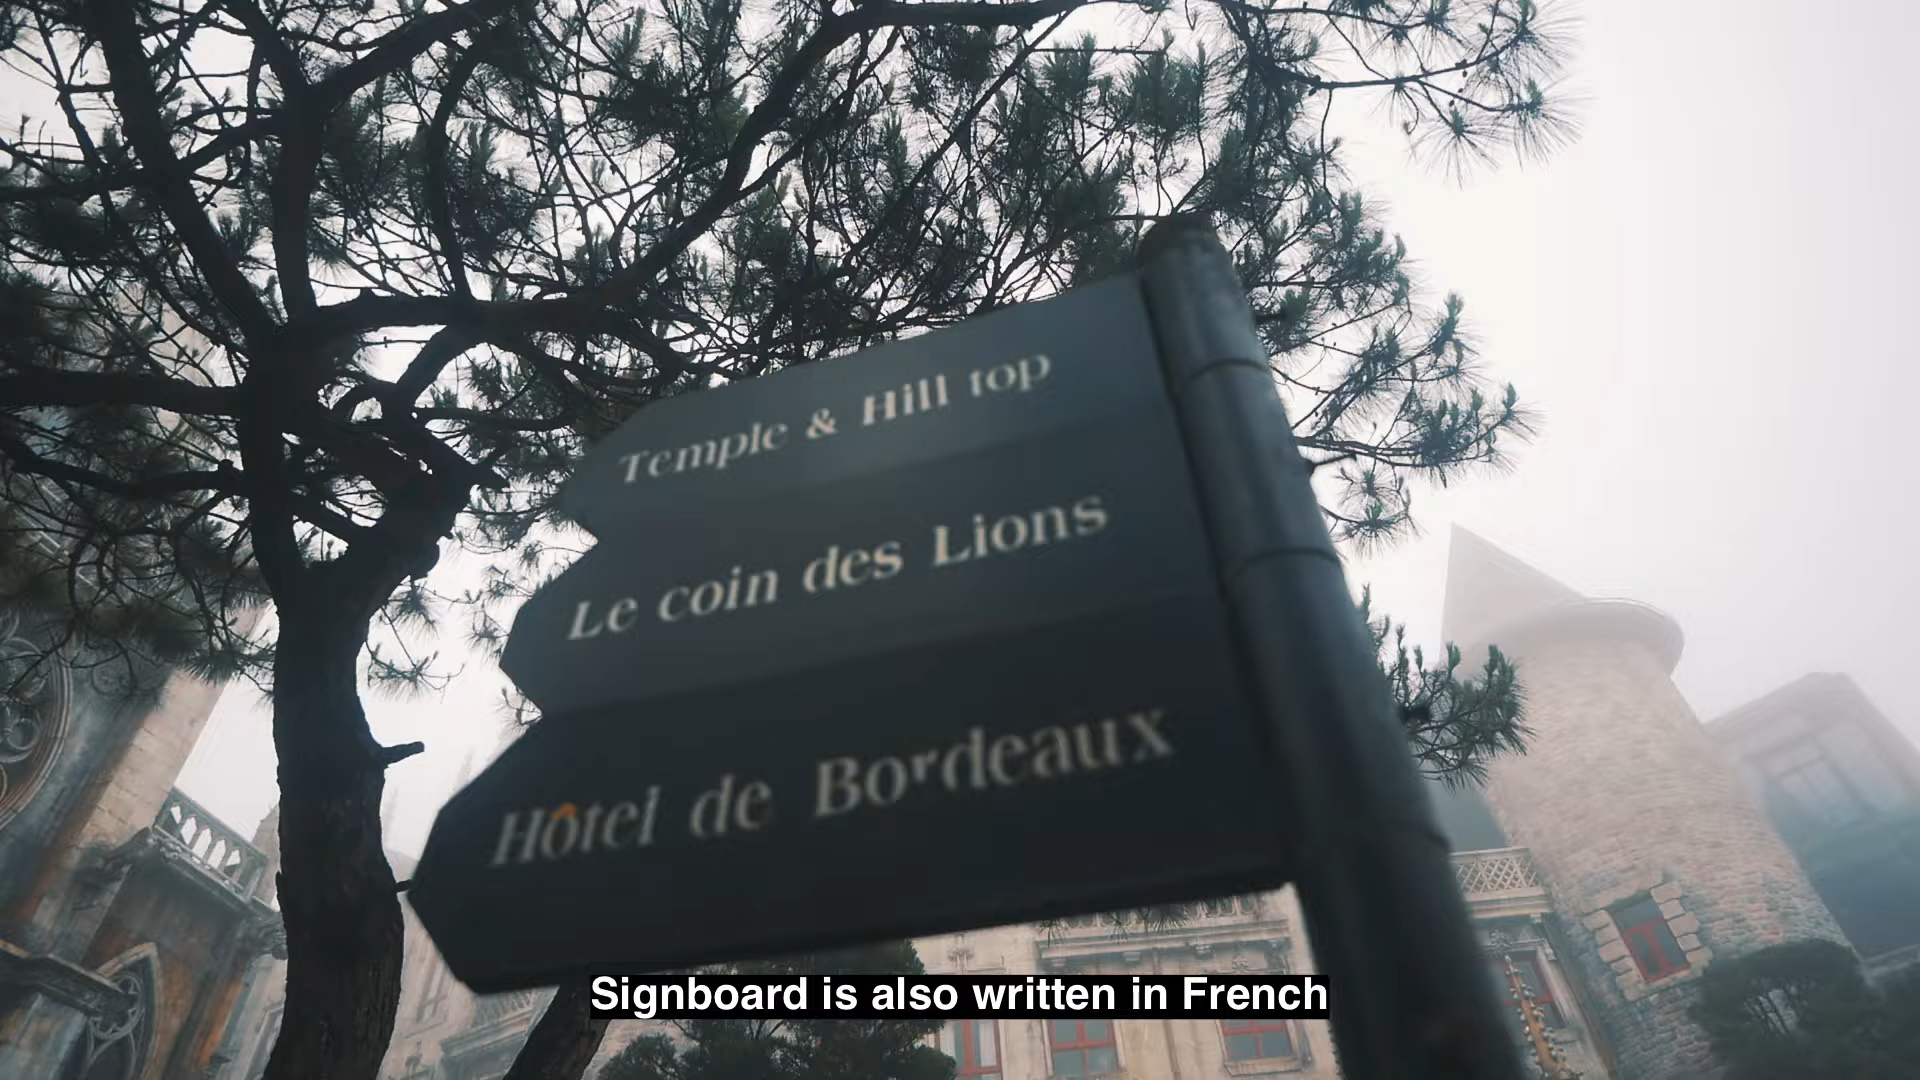 Temple & Hill top
Le coin des Lions
Hôtel de Bordeaux
Signboard is also written in French